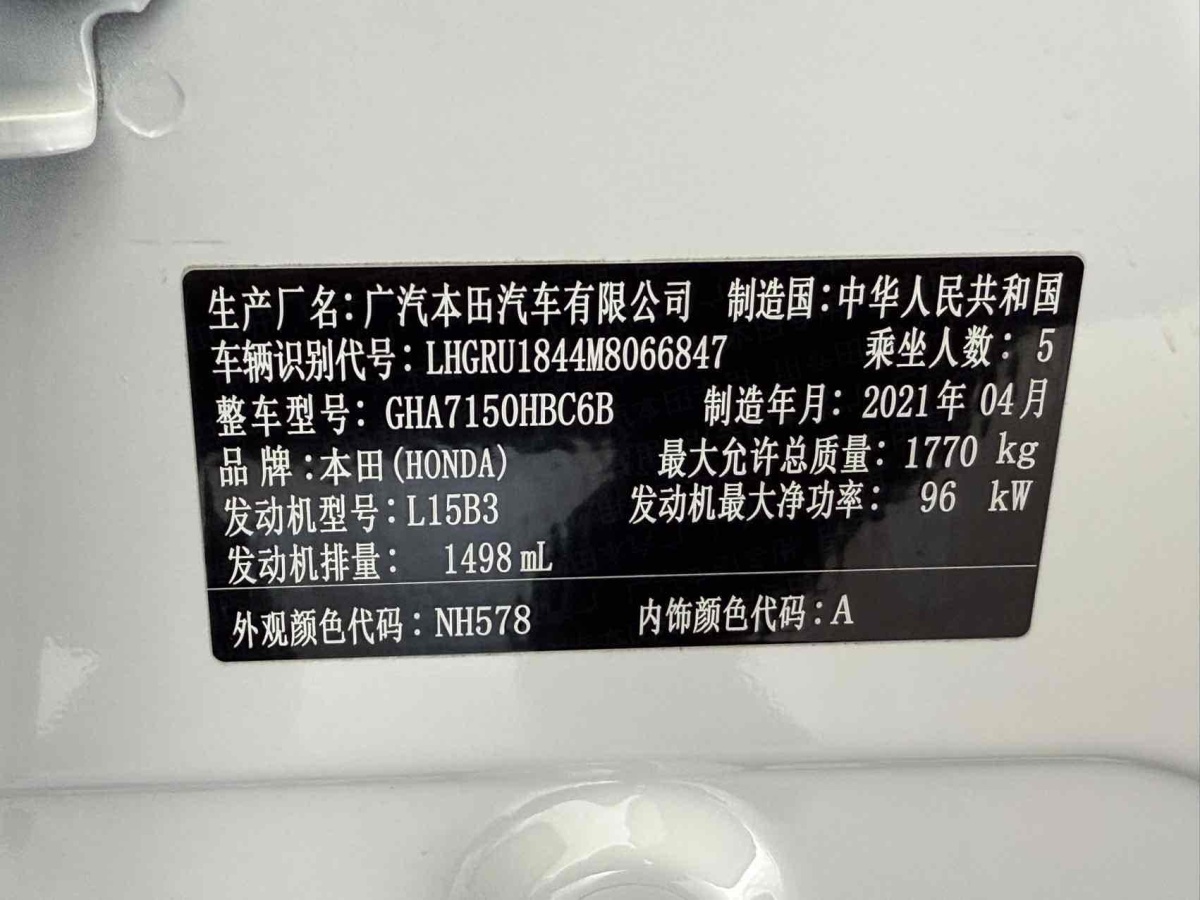 生产厂名：广汽本田汽车有限公司 制造国：中华人民共和国
车辆识别代号：LHGRU1844M8066847 乘坐人数：5
整车型号：GHA7150HBC6B 制造年月：2021年04月
品牌：本田(HONDA) 最大允许总质量：1770 kg
发动机型号：L15B3 发动机最大净功率：96 kW
发动机排量：1498 mL
外观颜色代码：NH578 内饰颜色代码：A